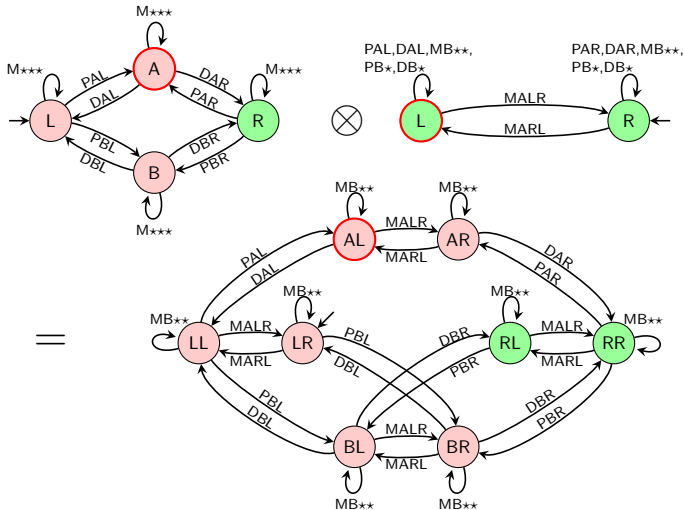 M⋆⋆⋆
PAL,DAL,MB⋆⋆,
PB⋆,DB⋆
PAR,DAR,MB⋆⋆,
PB⋆,DB⋆
M⋆⋆⋆
PAL
A
DAR
M⋆⋆⋆
DAL
PAR
MALR
L
R
⊗
L
R
MARL
PBL
DBR
DBL
PBR
B
M⋆⋆⋆
MB⋆⋆
MB⋆⋆
MALR
AL
AR
MARL
PAL
DAL
DAR
PAR
MB⋆⋆
MB⋆⋆
MB⋆⋆
MB⋆⋆
=
LL
MALR
LR
PBL
DBR
RL
MALR
RR
MARL
MARL
DBL
PBR
PBL
DBL
DBR
PBR
MALR
BL
BR
MARL
MB⋆⋆
MB⋆⋆